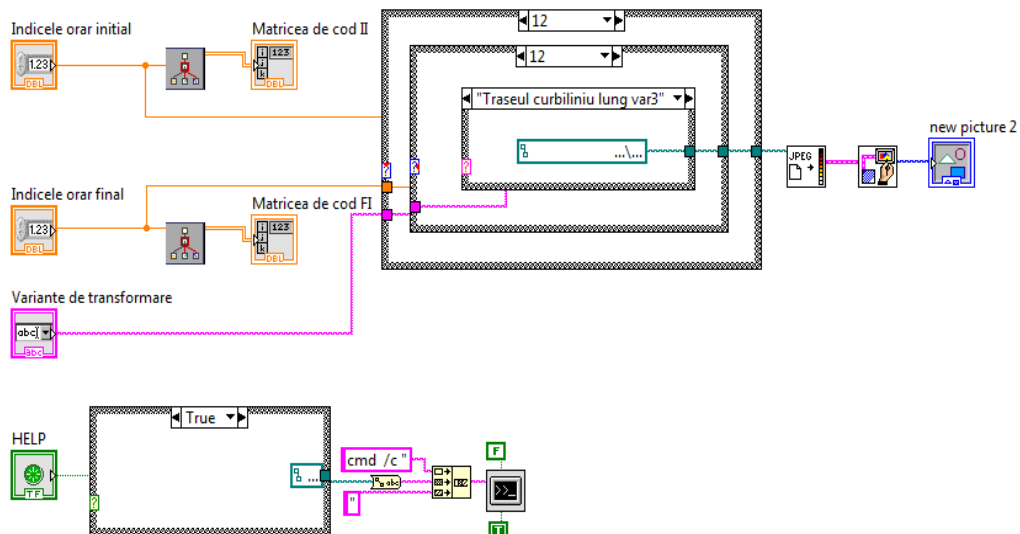 12
Indicele orar initial
Matricea de cod II
1.23
DBL
i
j
k
123
DBL
12
"Traseul curbiliniu lung var3"
...\...
?
?
?
new picture 2
JPEG
Indicele orar final
Matricea de cod FI
1.23
DBL
i
j
k
123
DBL
Variante de transformare
abc
abc
True
HELP
TF
?
...
cmd /c "
"
abc
F
>>_
T